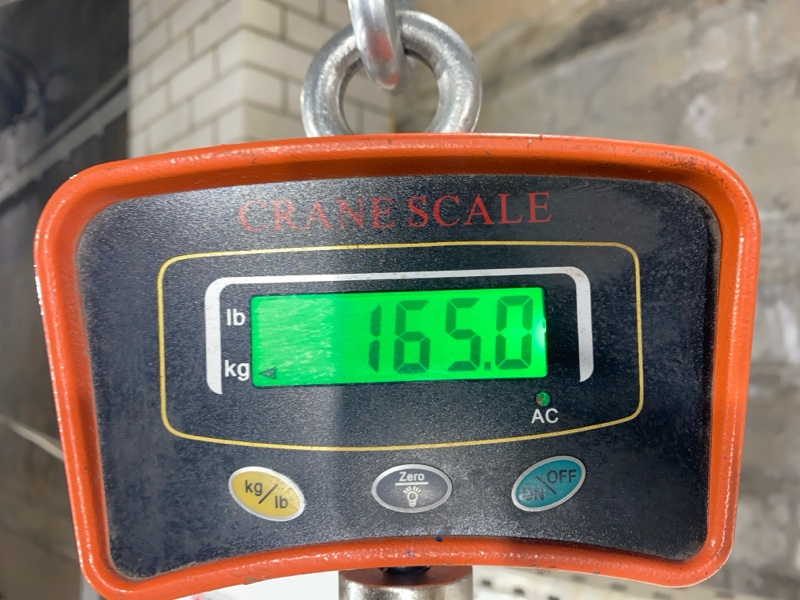 CRANE SCALE
lb
165.0
kg
AC
kg/lb
Zero
ON/OFF